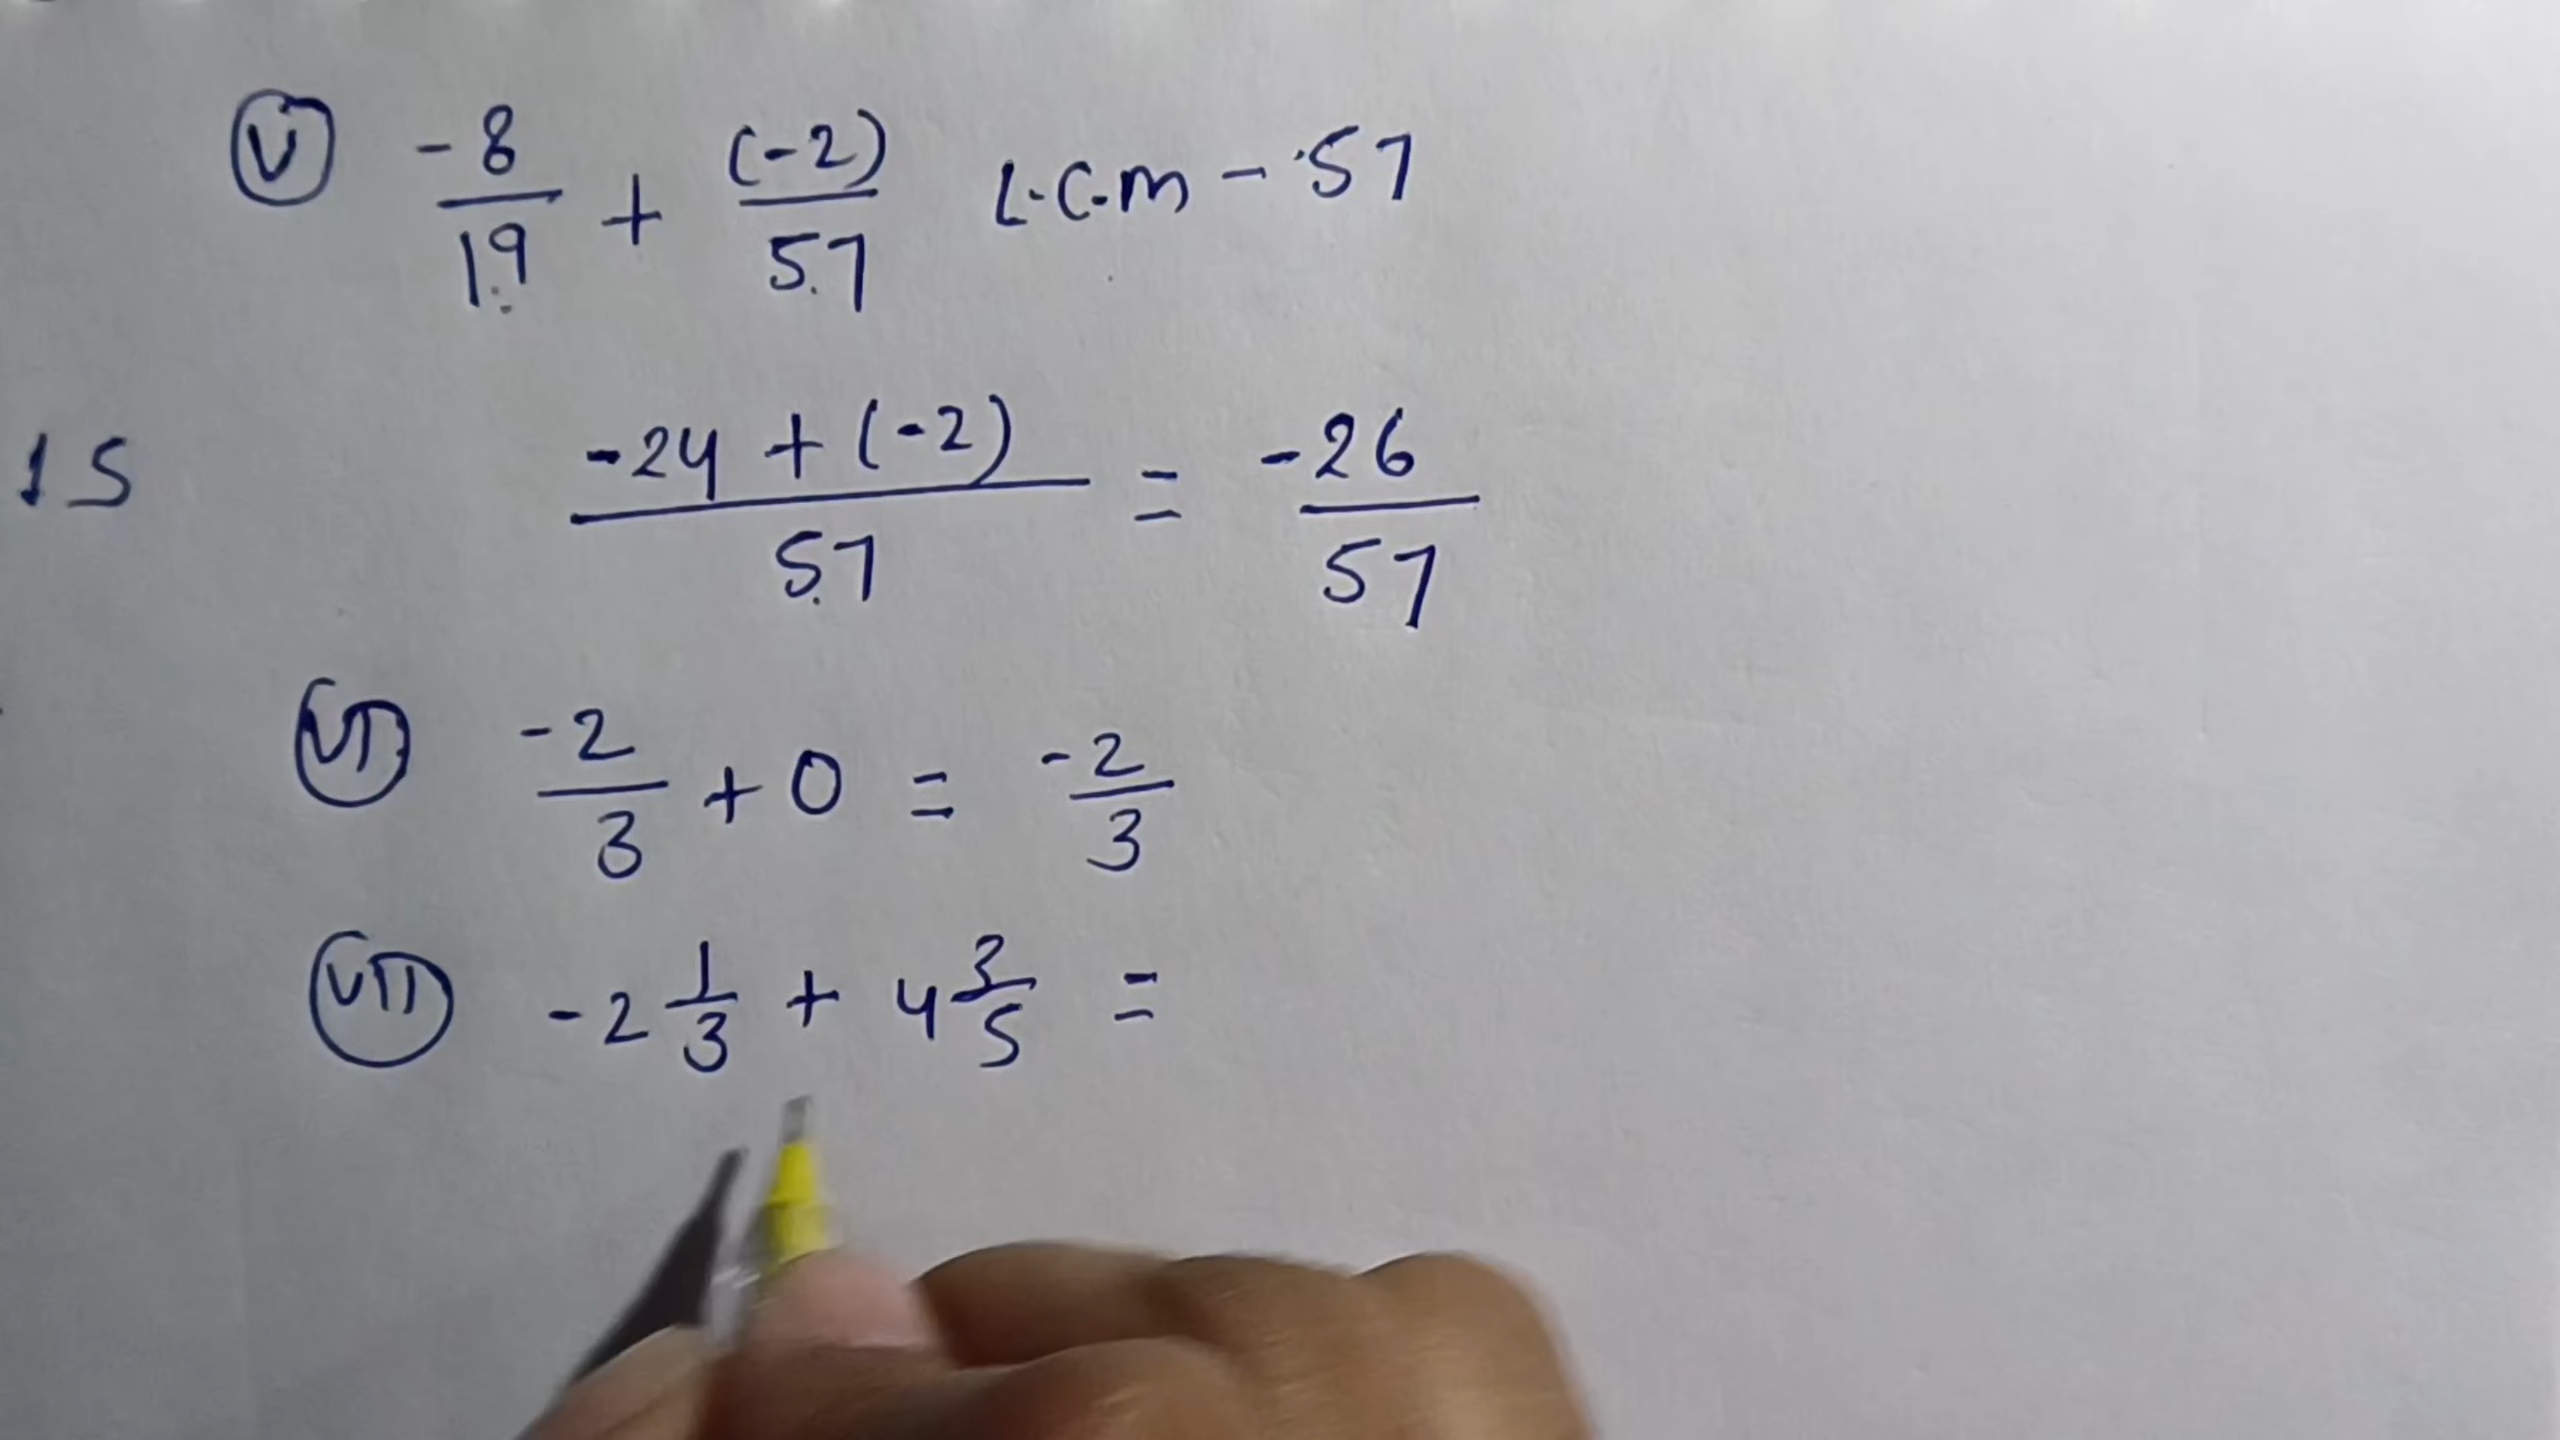 (V) -8/19 + (-2)/57 L.C.M - 57
15
-24 + (-2)/57 = -26/57
(VI) -2/3 + 0 = -2/3
(VII) -2 1/3 + 4 3/5 =